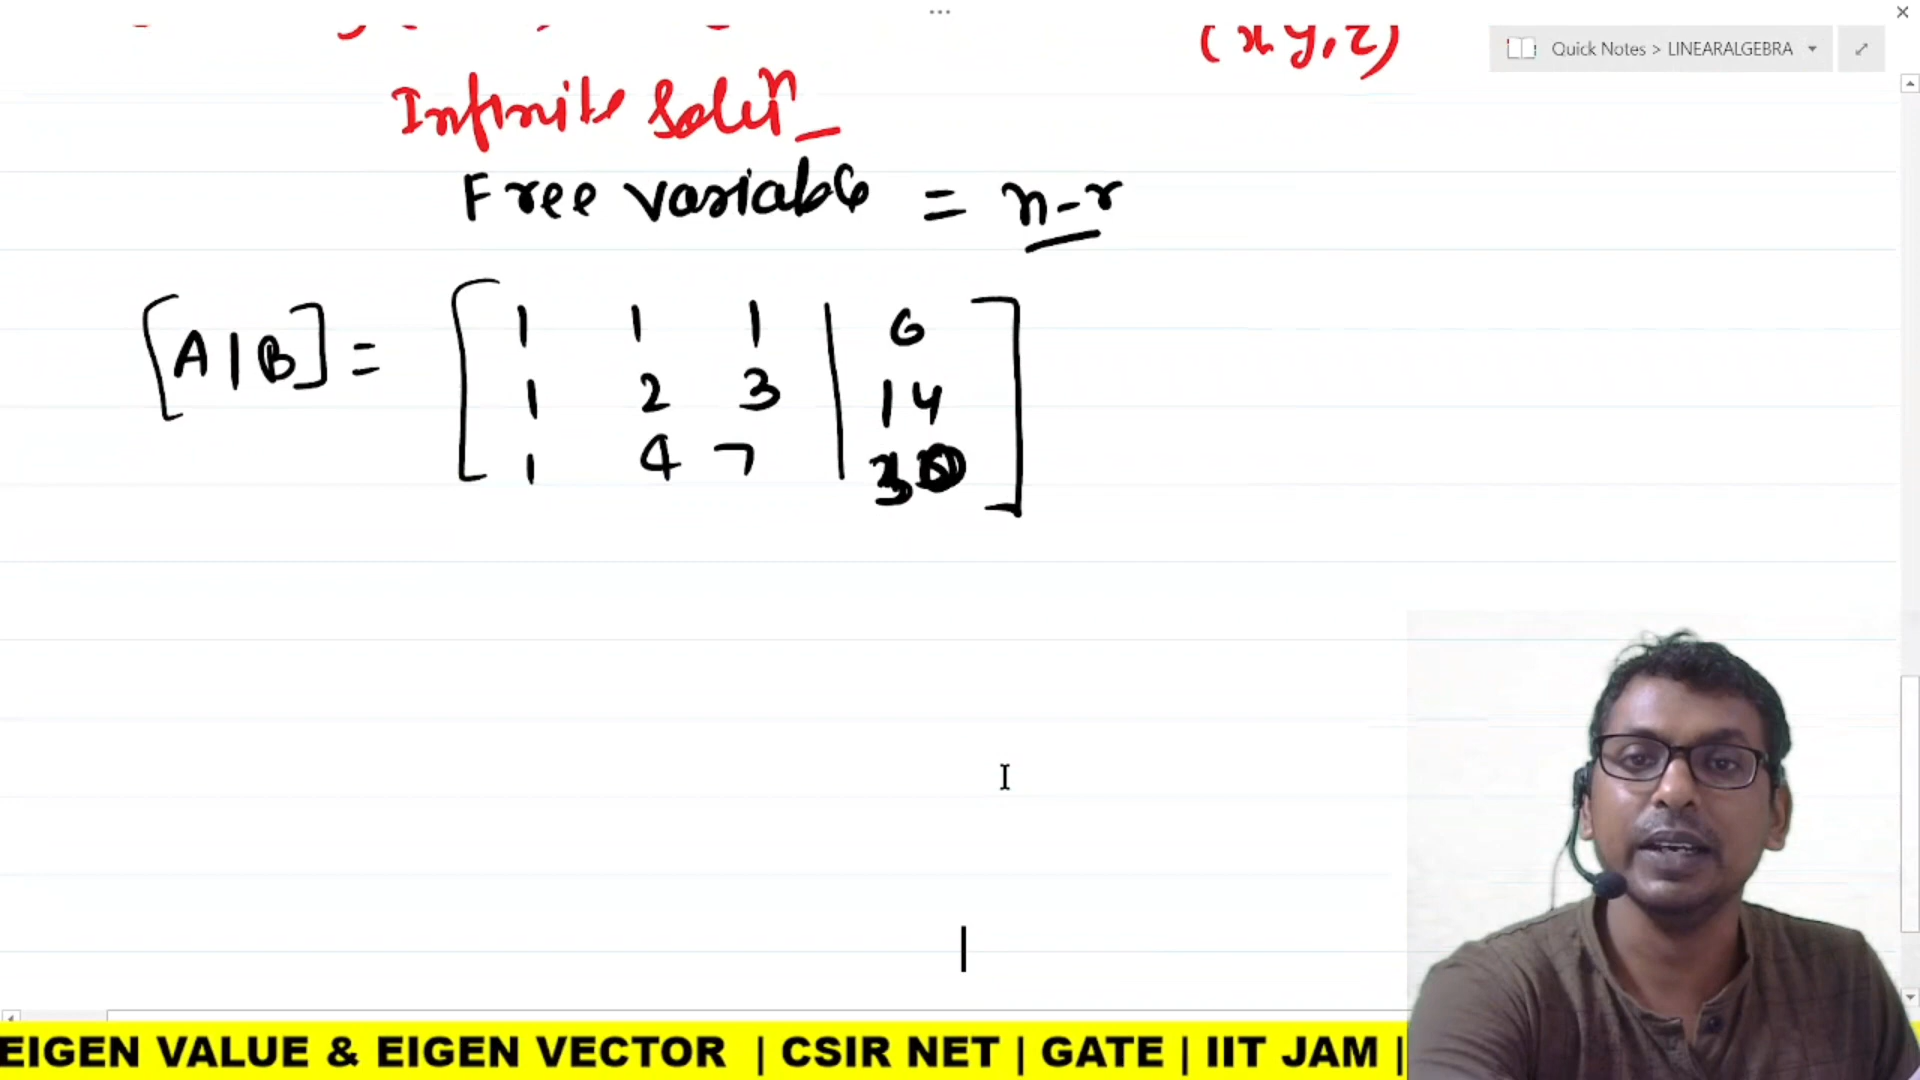 (x y, z)
Quick Notes > LINEARALGEBRA
Infinite Solu^n
Free variable = n-r
[A|B] = [ 1 1 1 | 6
1 2 3 | 14
1 4 7 | 30 ]
EIGEN VALUE & EIGEN VECTOR | CSIR NET | GATE | IIT JAM |